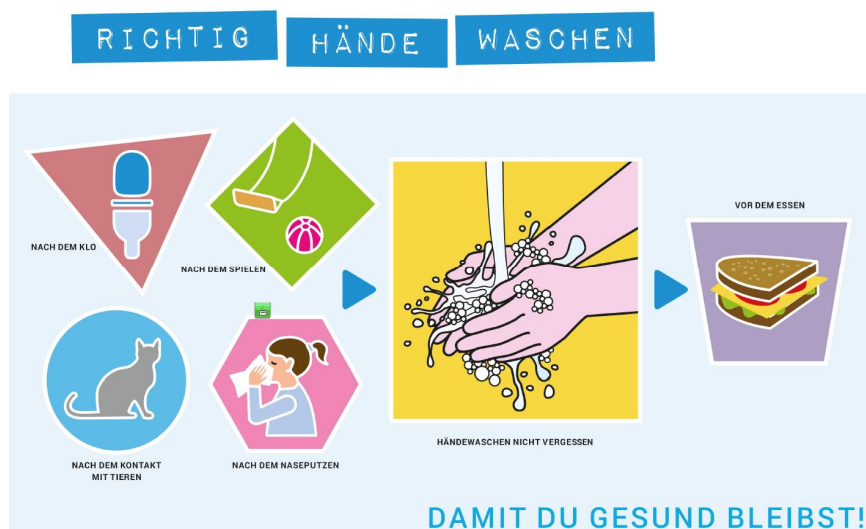 RICHTIG HÄNDE WASCHEN
NACH DEM KLO
NACH DEM SPIELEN
NACH DEM KONTAKT
MIT TIEREN
NACH DEM NASEPUTZEN
HÄNDEWASCHEN NICHT VERGESSEN
VOR DEM ESSEN
DAMIT DU GESUND BLEIBST!